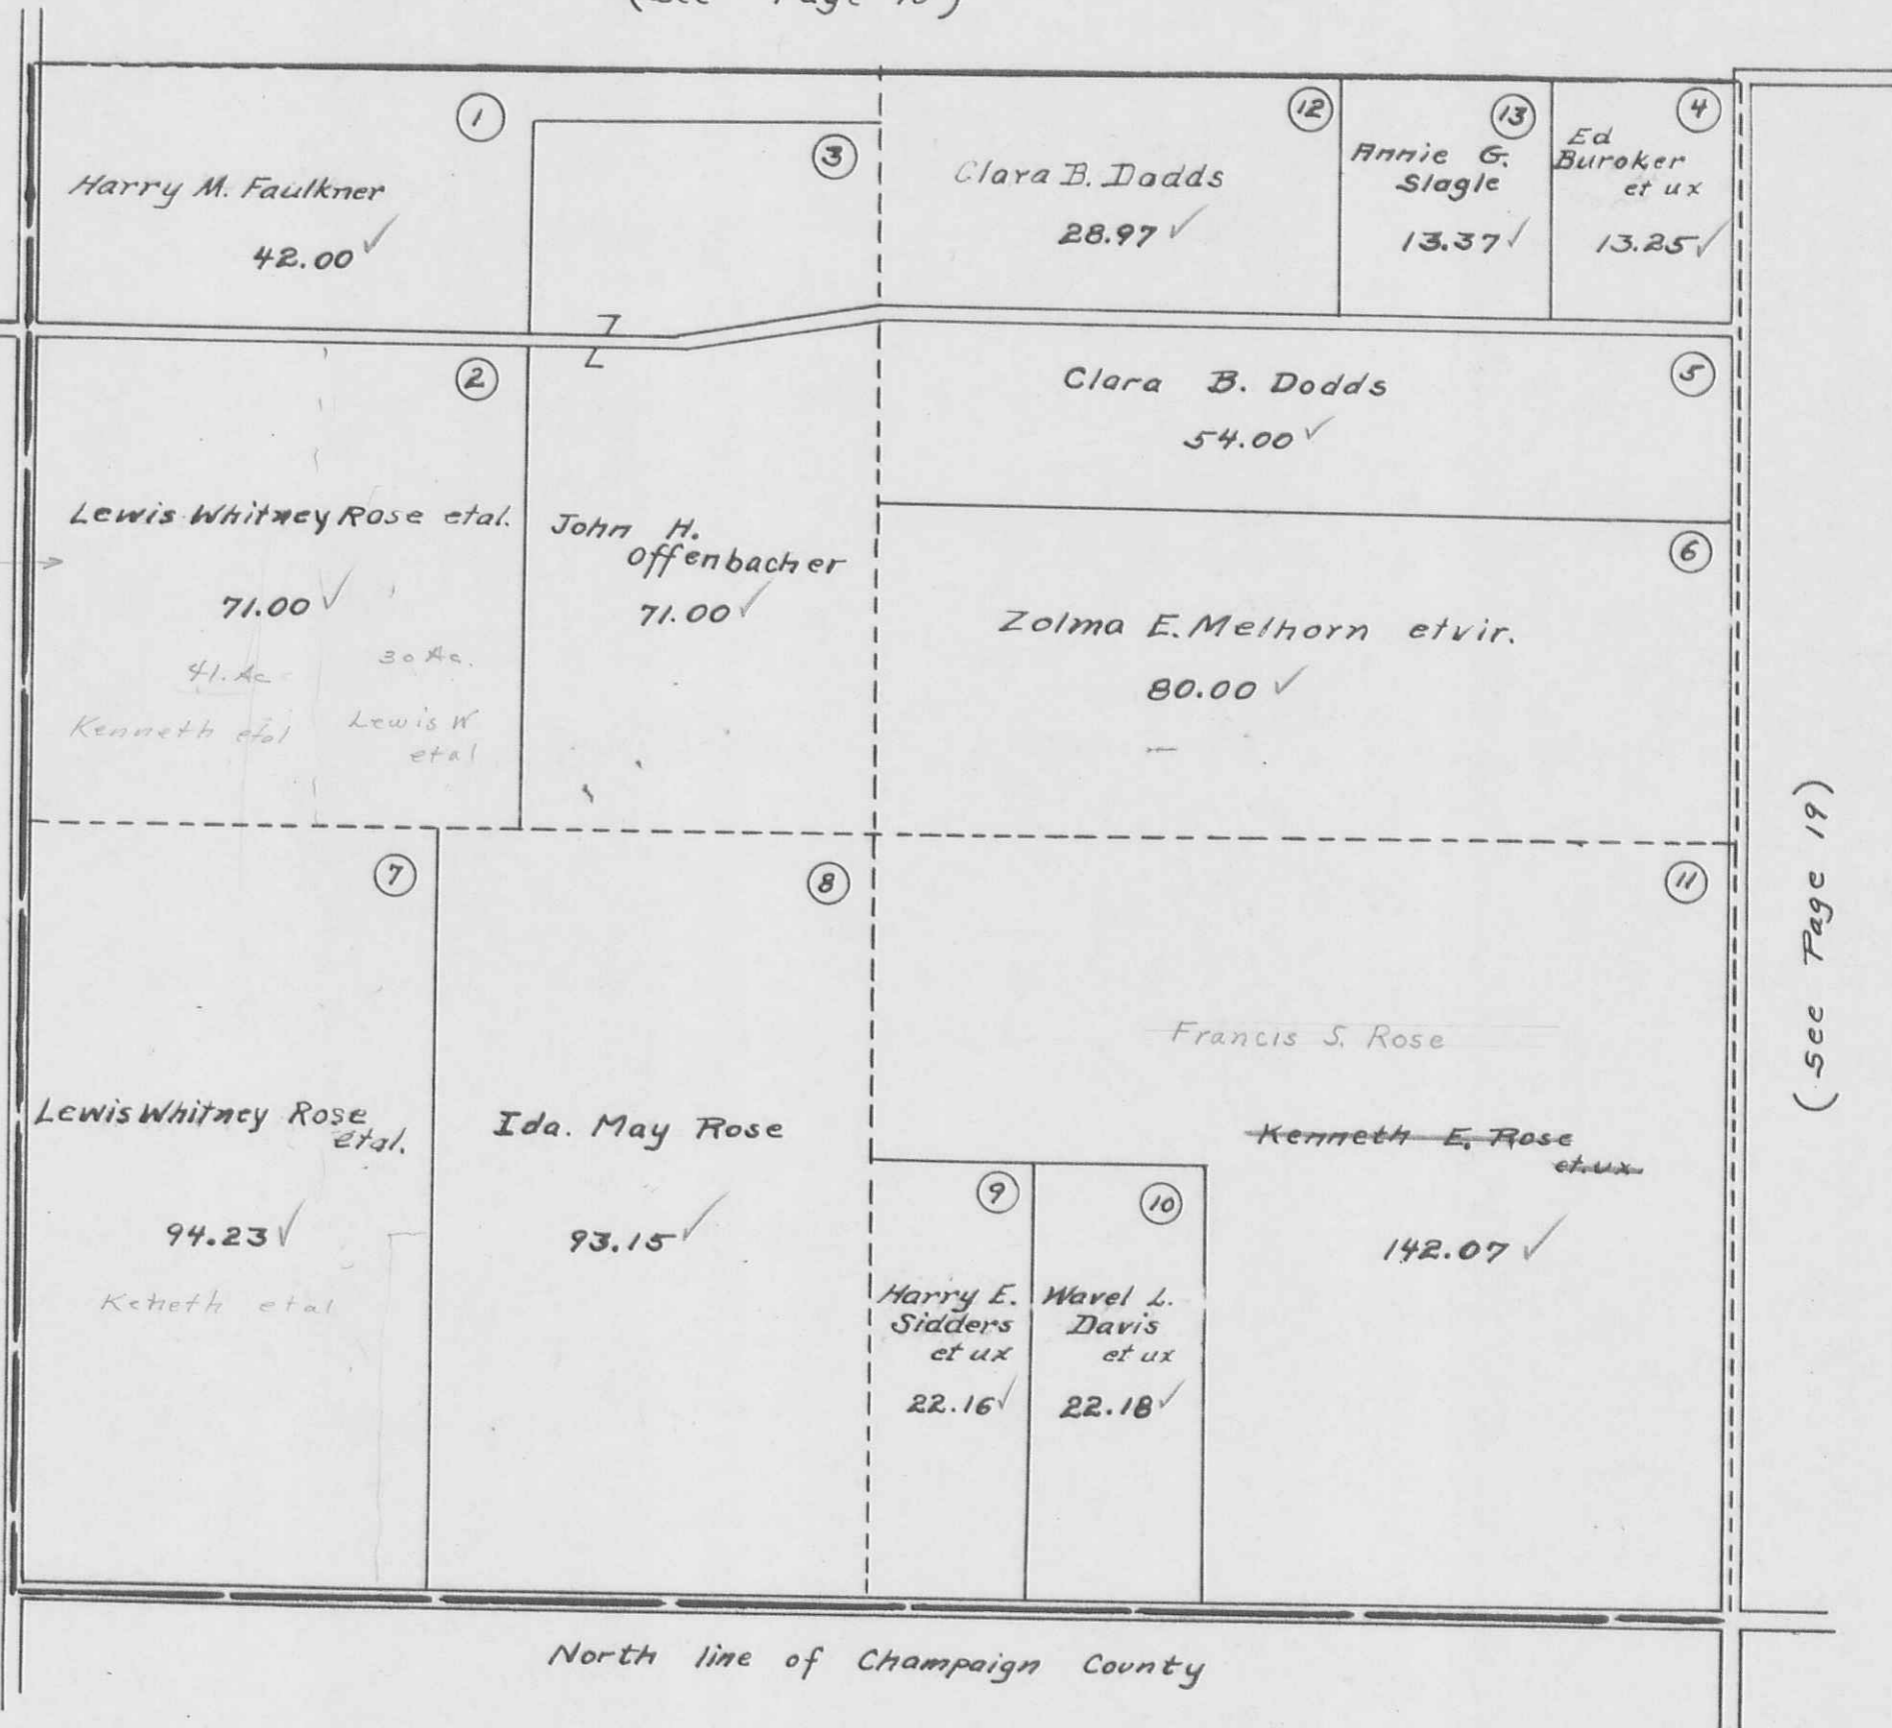 (See Page 10)
1
Harry M. Faulkner
42.00 ✓
3
12
Clara B. Dodds
28.97 ✓
13
Annie G.
Slagle
13.37 ✓
4
Ed
Buroker
et ux
13.25 ✓
2
Lewis Whitney Rose etal.
71.00 ✓
41. Ac
Kenneth etal
30 Ac.
Lewis W
etal
John H.
Offenbacher
71.00 ✓
5
Clara B. Dodds
54.00 ✓
6
Zolma E. Melhorn etvir.
80.00 ✓
7
Lewis Whitney Rose
etal.
94.23 ✓
Keneth etal
8
Ida. May Rose
93.15 ✓
11
Francis S. Rose
Kenneth E. Rose
et.ux
142.07 ✓
9
Harry E.
Sidders
et ux
22.16 ✓
10
Wavel L.
Davis
et ux
22.18 ✓
(See Page 19)
North line of Champaign County